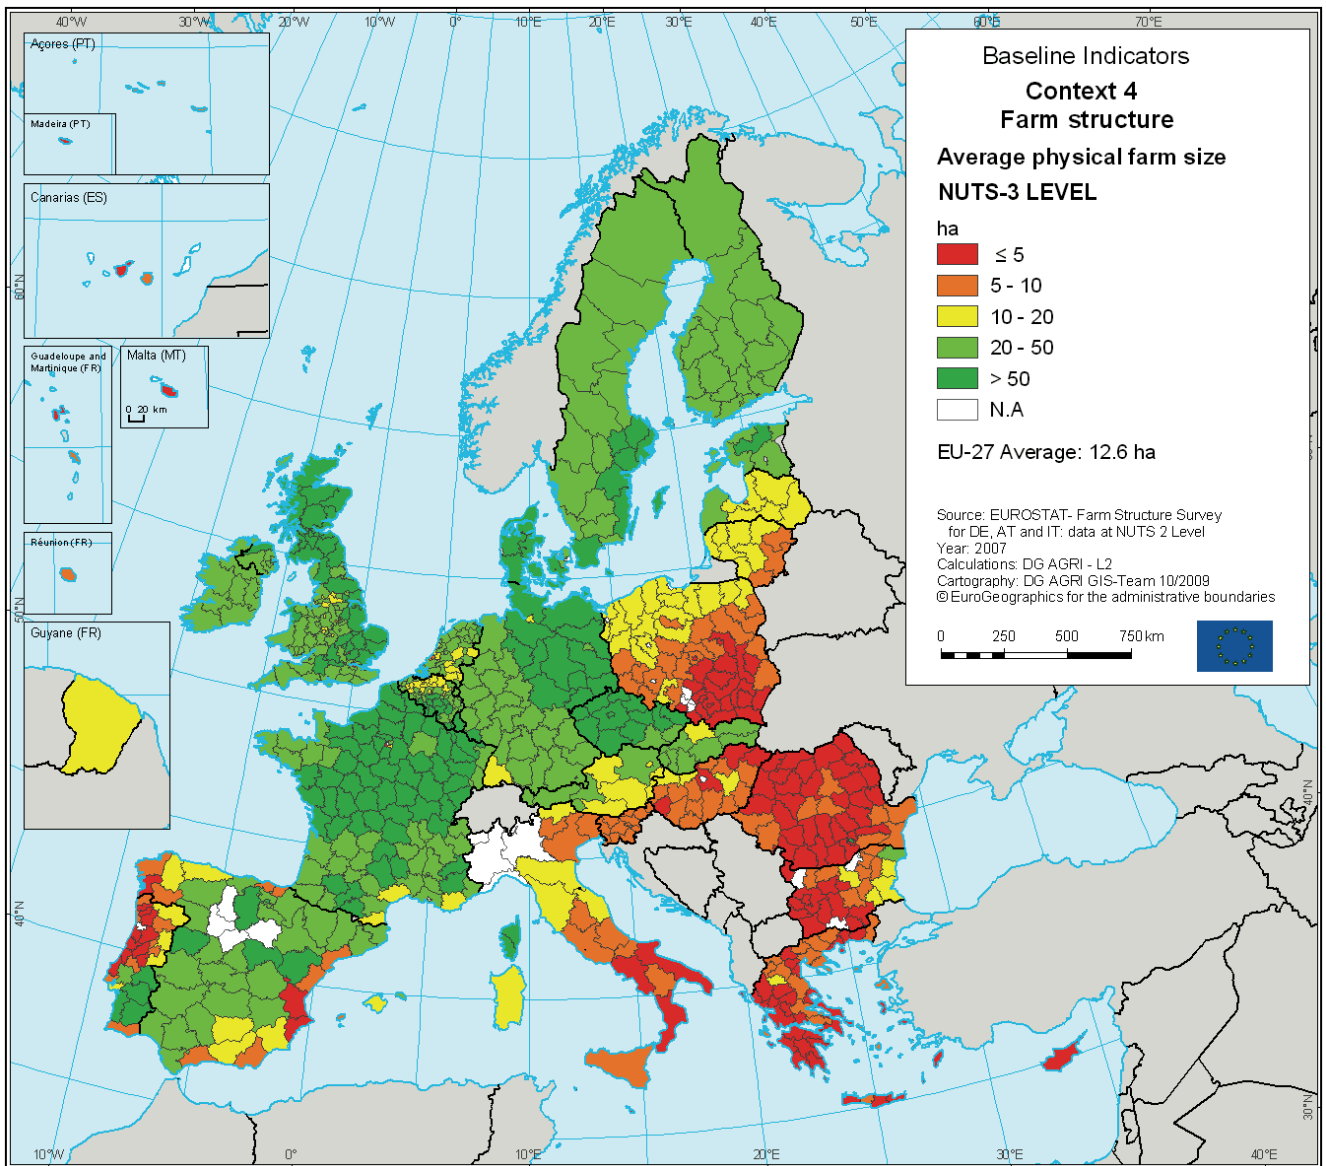 40°W
30°W
20°W
10°W
0°
10°E
20°E
30°E
40°E
50°E
60°E
70°E
Açores (PT)
Madeira (PT)
Canarias (ES)
Guadeloupe and
Martinique (FR)
Malta (MT)
0 20 km
Réunion (FR)
Guyane (FR)
Baseline Indicators
Context 4
Farm structure
Average physical farm size
NUTS-3 LEVEL
ha
≤ 5
5 - 10
10 - 20
20 - 50
> 50
N.A
EU-27 Average: 12.6 ha
Source: EUROSTAT- Farm Structure Survey
for DE, AT and IT: data at NUTS 2 Level
Year: 2007
Calculations: DG AGRI - L2
Cartography: DG AGRI GIS-Team 10/2009
© EuroGeographics for the administrative boundaries
0 250 500 750 km
60°N
50°N
40°N
40°N
30°N
10°W
0°
10°E
20°E
30°E
40°E